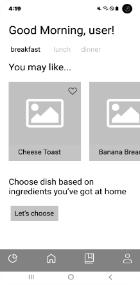 4:19
Good Morning, user!
breakfast lunch dinner
You may like...
Cheese Toast
Banana Brea
Choose dish based on
ingredients you've got at home
Let's choose